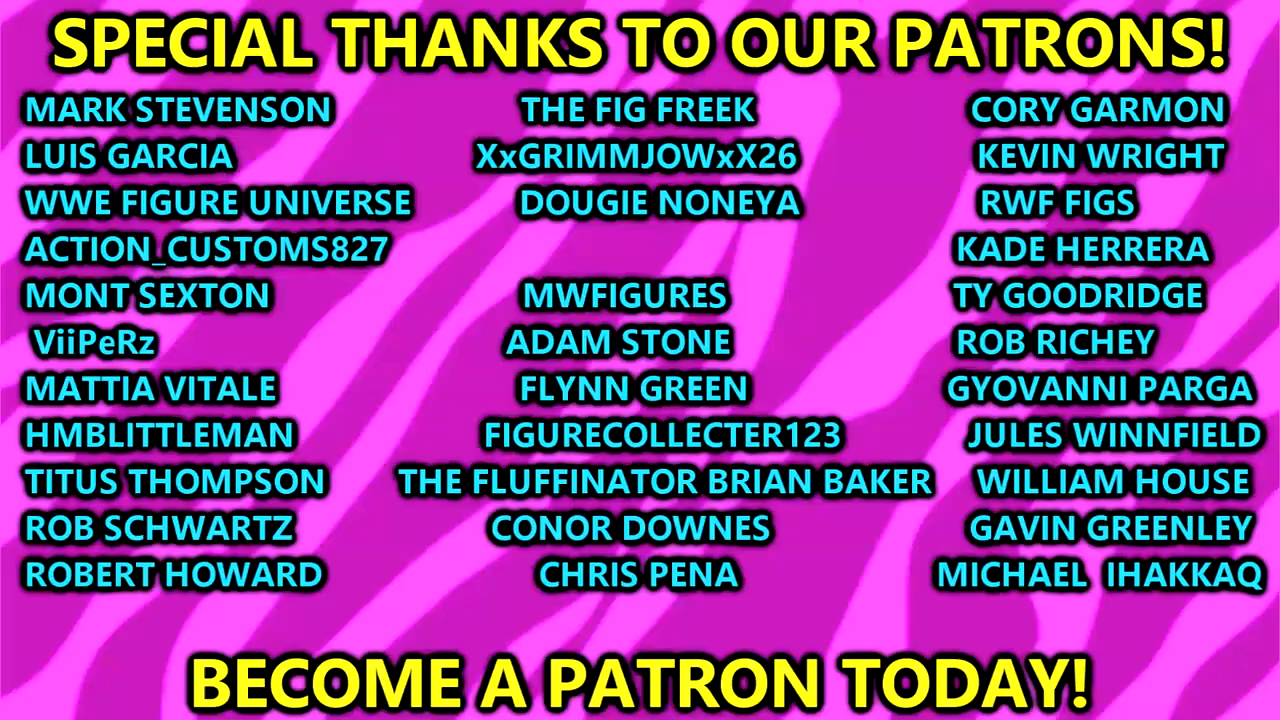 SPECIAL THANKS TO OUR PATRONS!
MARK STEVENSON THE FIG FREEK CORY GARMON
LUIS GARCIA XxGRIMMJOWxX26 KEVIN WRIGHT
WWE FIGURE UNIVERSE DOUGIE NONEYA RWF FIGS
ACTION_CUSTOMS827 KADE HERRERA
MONT SEXTON MWFIGURES TY GOODRIDGE
ViiPeRz ADAM STONE ROB RICHEY
MATTIA VITALE FLYNN GREEN GYOVANNI PARGA
HMBLITTLEMAN FIGURECOLLECTER123 JULES WINNFIELD
TITUS THOMPSON THE FLUFFINATOR BRIAN BAKER WILLIAM HOUSE
ROB SCHWARTZ CONOR DOWNES GAVIN GREENLEY
ROBERT HOWARD CHRIS PENA MICHAEL IHAKKAQ
BECOME A PATRON TODAY!